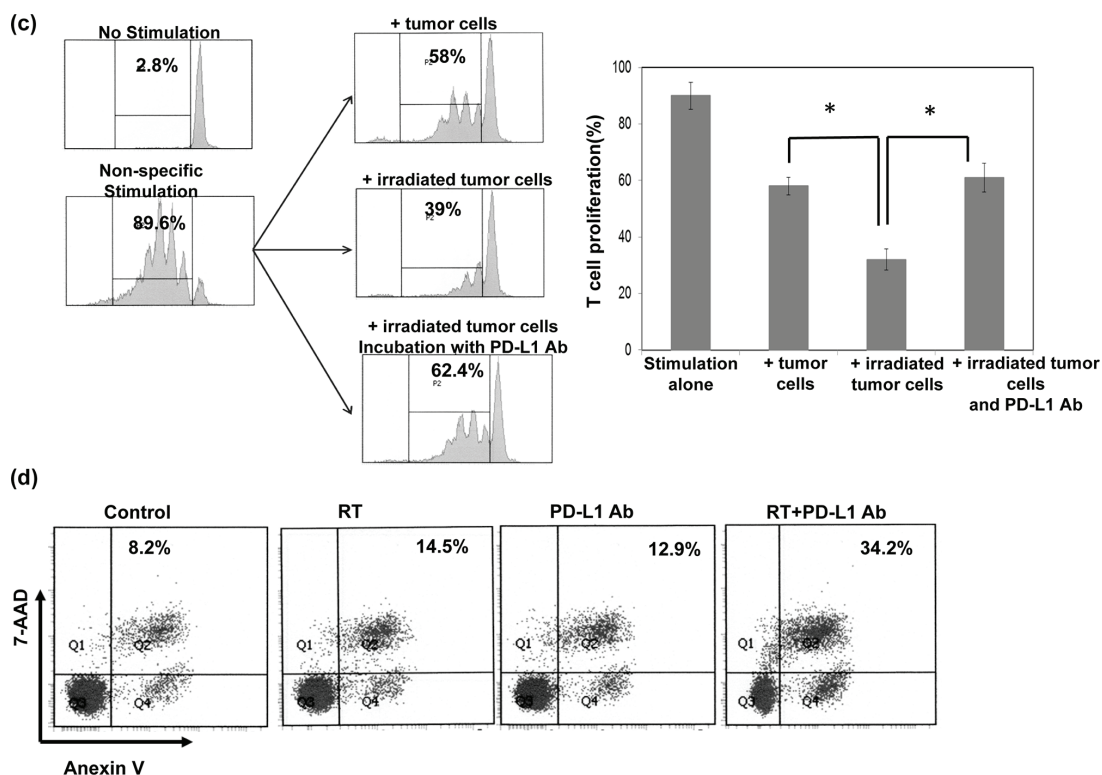 (c)
No Stimulation
2.8%
Non-specific
Stimulation
89.6%
+ tumor cells
58%
P2
+ irradiated tumor cells
39%
P2
+ irradiated tumor cells
Incubation with PD-L1 Ab
62.4%
P2
T cell proliferation(%)
100
80
60
40
20
0
*
*
Stimulation
alone
+ tumor
cells
+ irradiated
tumor cells
+ irradiated tumor
cells
and PD-L1 Ab
(d)
Control
8.2%
Q1
Q2
Q3
Q4
RT
14.5%
Q1
Q2
Q3
Q4
PD-L1 Ab
12.9%
Q1
Q2
Q3
Q4
RT+PD-L1 Ab
34.2%
Q1
Q2
Q3
Q4
7-AAD
Anexin V